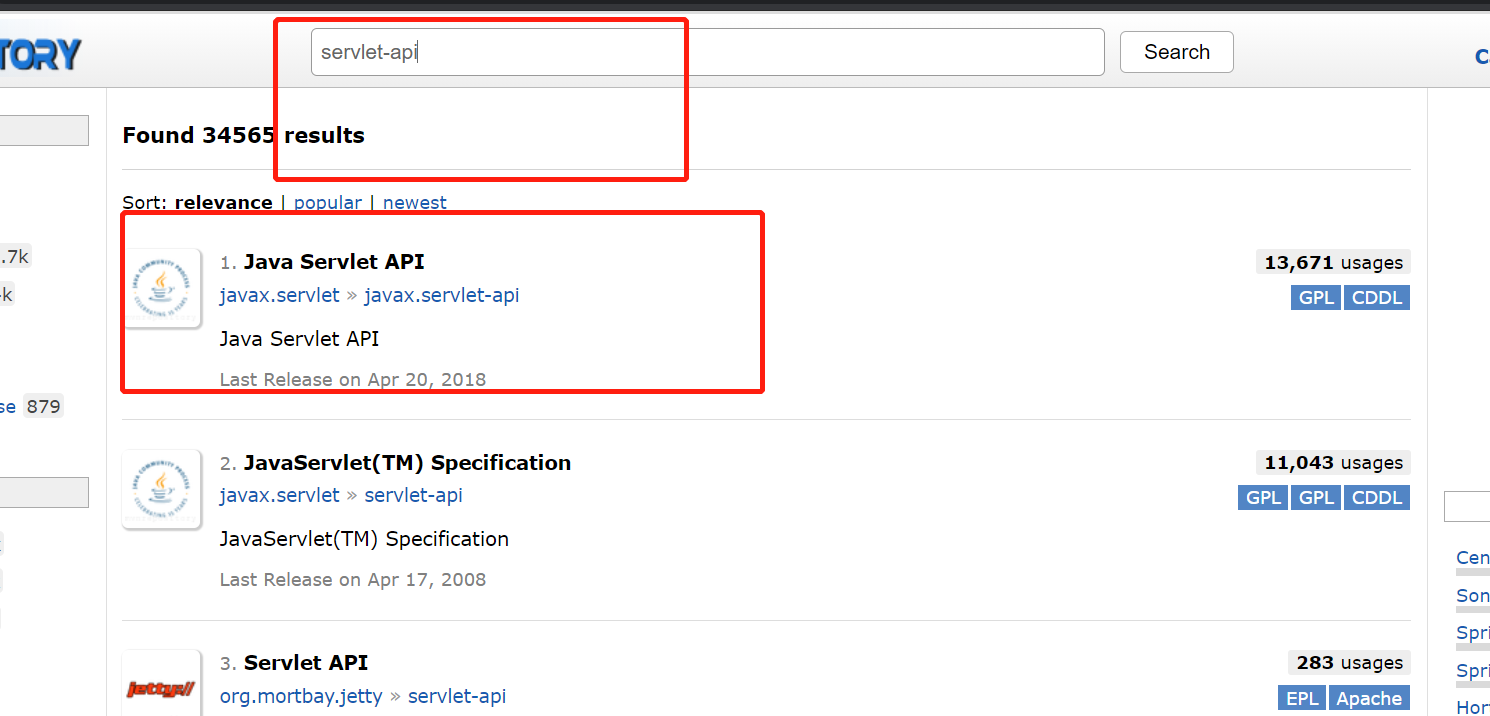 TORY
servlet-api
Search
Found 34565 results
Sort: relevance | popular | newest
.7k
1. Java Servlet API
13,671 usages
javax.servlet » javax.servlet-api
GPL CDDL
Java Servlet API
Last Release on Apr 20, 2018
se 879
2. JavaServlet(TM) Specification
11,043 usages
javax.servlet » servlet-api
GPL GPL CDDL
JavaServlet(TM) Specification
Last Release on Apr 17, 2008
Cen
Son
Spri
3. Servlet API
283 usages
Spri
org.mortbay.jetty » servlet-api
EPL Apache
jetty://
Hor